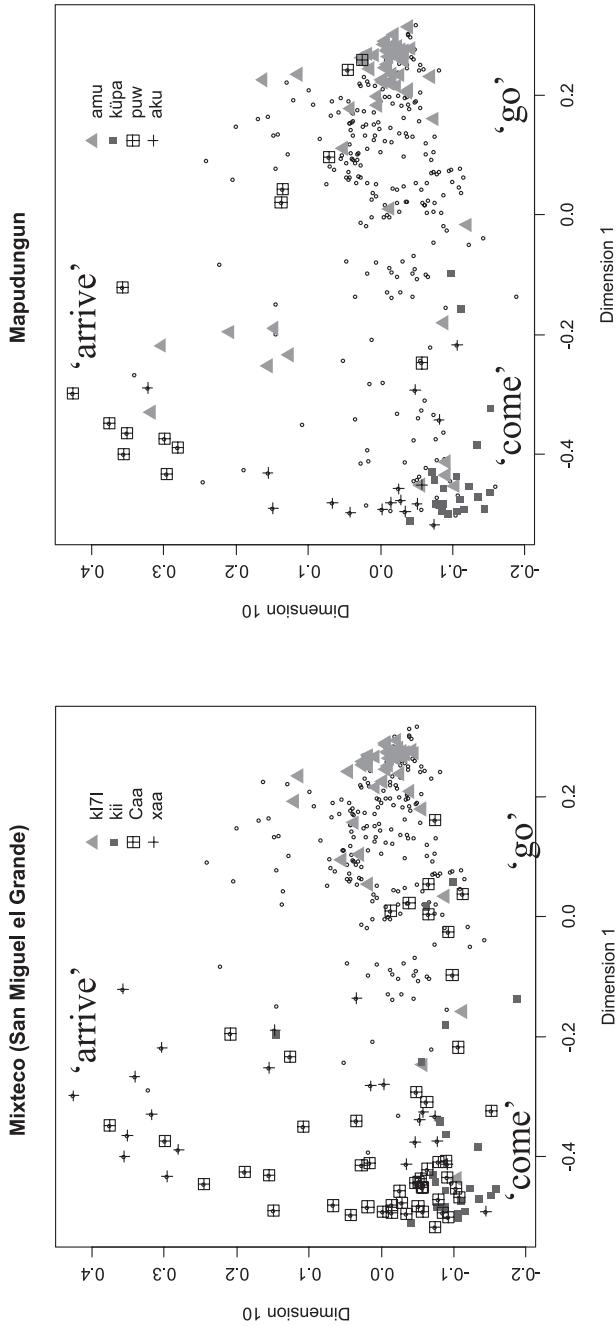 Mixteco (San Miguel el Grande)
kI7I
kii
Caa
xaa
'arrive'
'come'
'go'
0.4
0.3
0.2
0.1
0.0
-0.1
-0.2
Dimension 10
-0.4 -0.2 0.0 0.2
Dimension 1
Mapudungun
amu
küpa
puw
aku
'arrive'
'come'
'go'
0.4
0.3
0.2
0.1
0.0
-0.1
-0.2
Dimension 10
-0.4 -0.2 0.0 0.2
Dimension 1